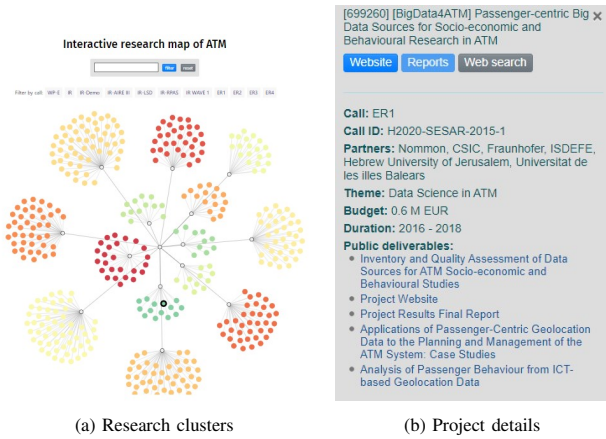 Interactive research map of ATM
filter reset
Filter by call WP-E IR IR-Demo IR-AIRE III IR-LSD IR-RPAS IR WAVE 1 ER1 ER2 ER3 ER4
[699260] [BigData4ATM] Passenger-centric Big x
Data Sources for Socio-economic and
Behavioural Research in ATM
Website Reports Web search
Call: ER1
Call ID: H2020-SESAR-2015-1
Partners: Nommon, CSIC, Fraunhofer, ISDEFE,
Hebrew University of Jerusalem, Universitat de
les illes Balears
Theme: Data Science in ATM
Budget: 0.6 M EUR
Duration: 2016 - 2018
Public deliverables:
Inventory and Quality Assessment of Data
Sources for ATM Socio-economic and
Behavioural Studies
Project Website
Project Results Final Report
Applications of Passenger-Centric Geolocation
Data to the Planning and Management of the
ATM System: Case Studies
Analysis of Passenger Behaviour from ICT-
based Geolocation Data
(a) Research clusters
(b) Project details